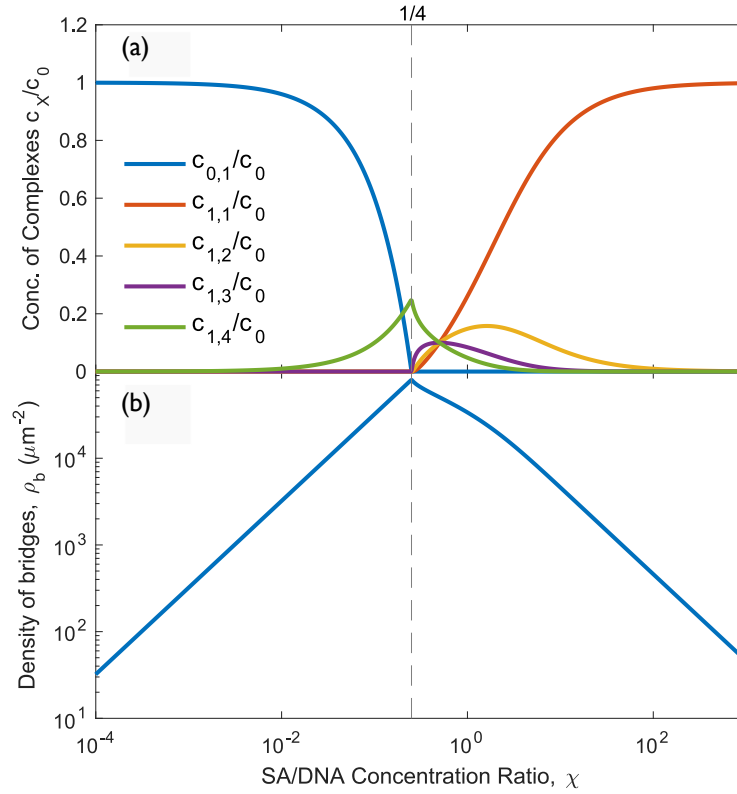 1/4
(a)
1.2
1
0.8
0.6
0.4
0.2
0
Conc. of Complexes c_X/c_0
c_{0,1}/c_0
c_{1,1}/c_0
c_{1,2}/c_0
c_{1,3}/c_0
c_{1,4}/c_0
(b)
10^4
10^3
10^2
10^1
Density of bridges, ρ_b (μm^{-2})
10^{-4}
10^{-2}
10^0
10^2
SA/DNA Concentration Ratio, χ